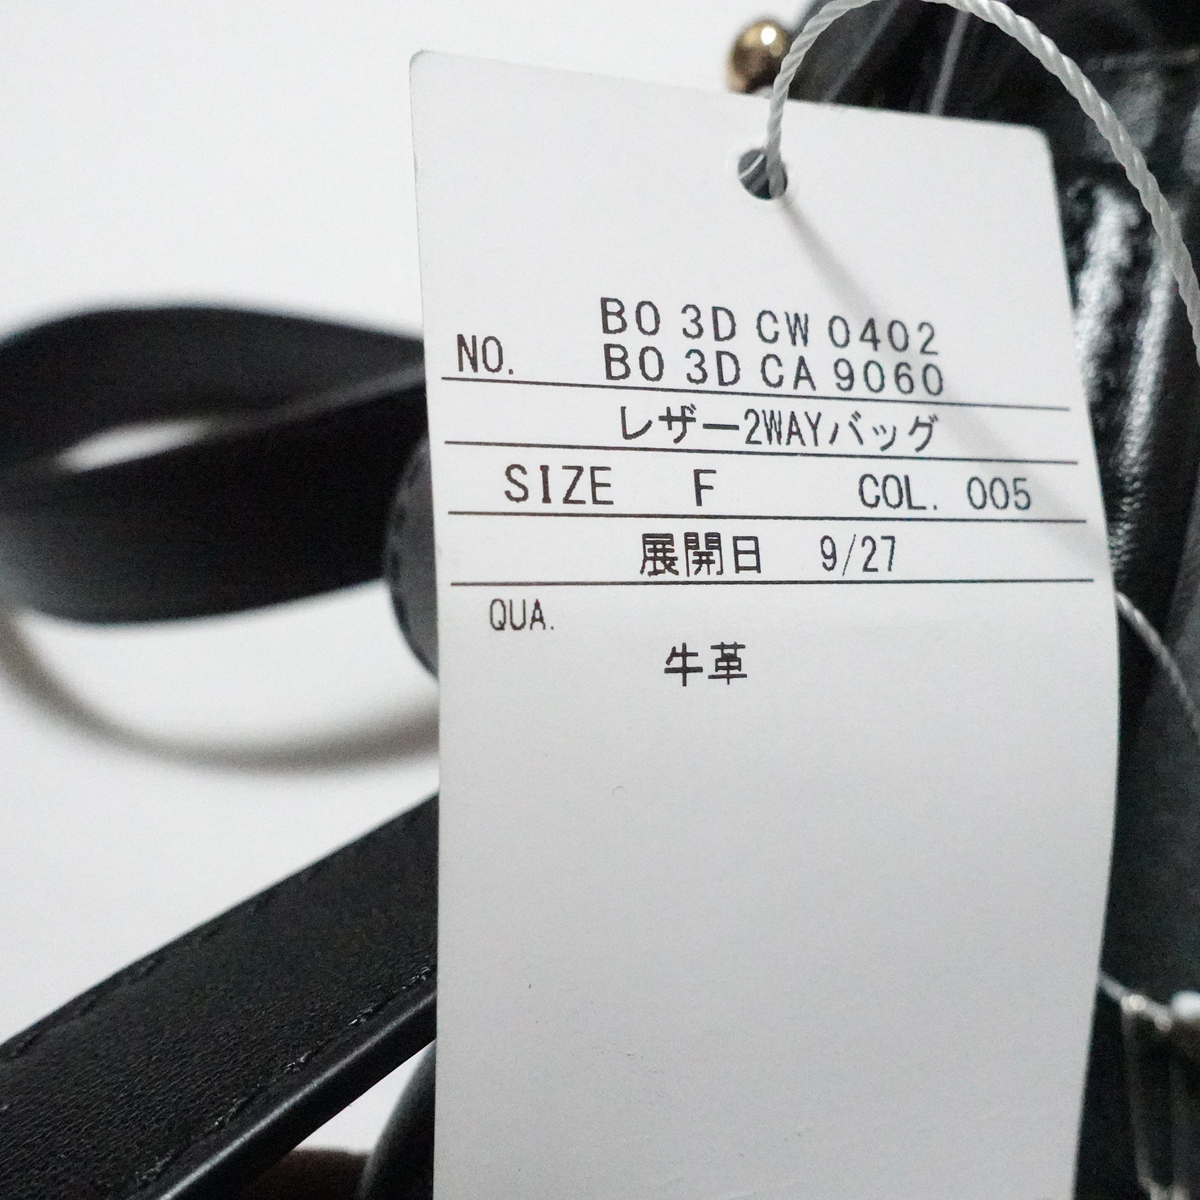 BO 3D CW 0402
NO. BO 3D CA 9060
レザー2WAYバッグ
SIZE F COL. 005
展開日 9/27
QUA.
牛革